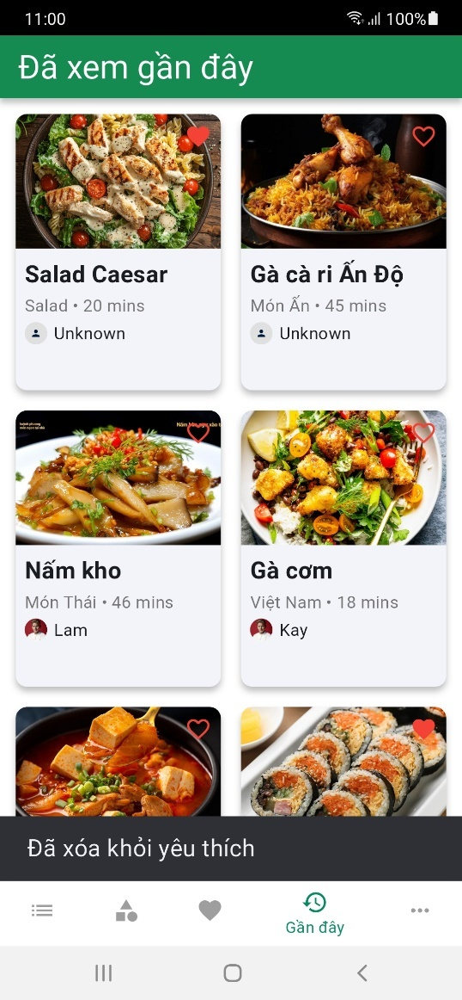 11:00
100%
Đã xem gần đây
Salad Caesar
Salad • 20 mins
Unknown
Gà cà ri Ấn Độ
Món Ấn • 45 mins
Unknown
Nấm kho
Món Thái • 46 mins
Lam
Gà cơm
Việt Nam • 18 mins
Kay
Đã xóa khỏi yêu thích
Gần đây